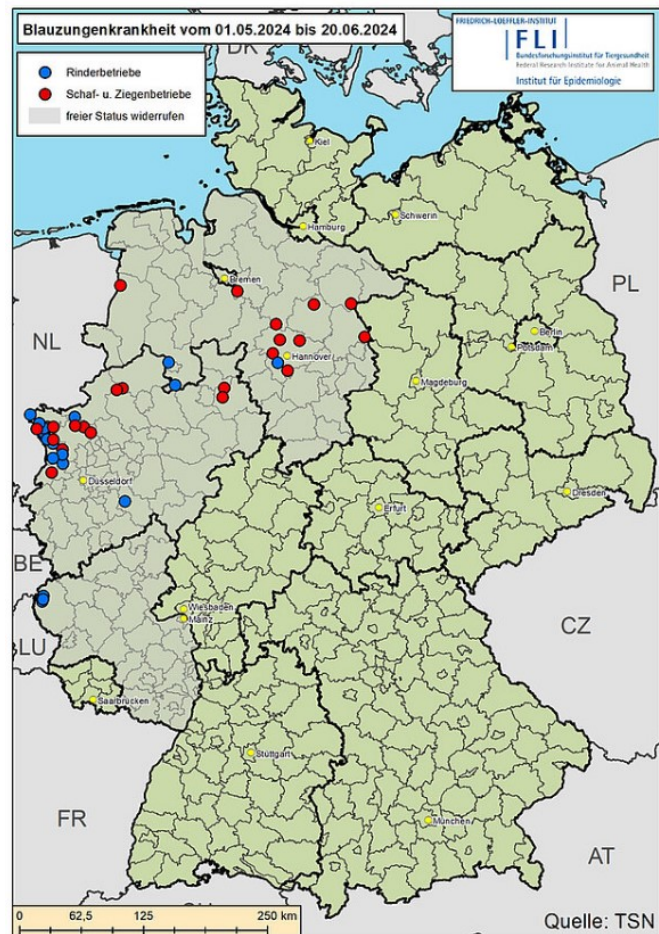 Blauzungenkrankheit vom 01.05.2024 bis 20.06.2024
FRIEDRICH-LOEFFLER-INSTITUT
FLI
Bundesforschungsinstitut für Tiergesundheit
Federal Research Institute for Animal Health
Institut für Epidemiologie
Rinderbetriebe
Schaf- u. Ziegenbetriebe
freier Status widerrufen
DK
Kiel
Schwerin
Hamburg
Bremen
PL
NL
Berlin
Potsdam
Hannover
Magdeburg
Düsseldorf
Dresden
Erfurt
BE
Wiesbaden
Mainz
LU
CZ
Saarbrücken
Stuttgart
FR
München
AT
0 62,5 125 250 km
Quelle: TSN